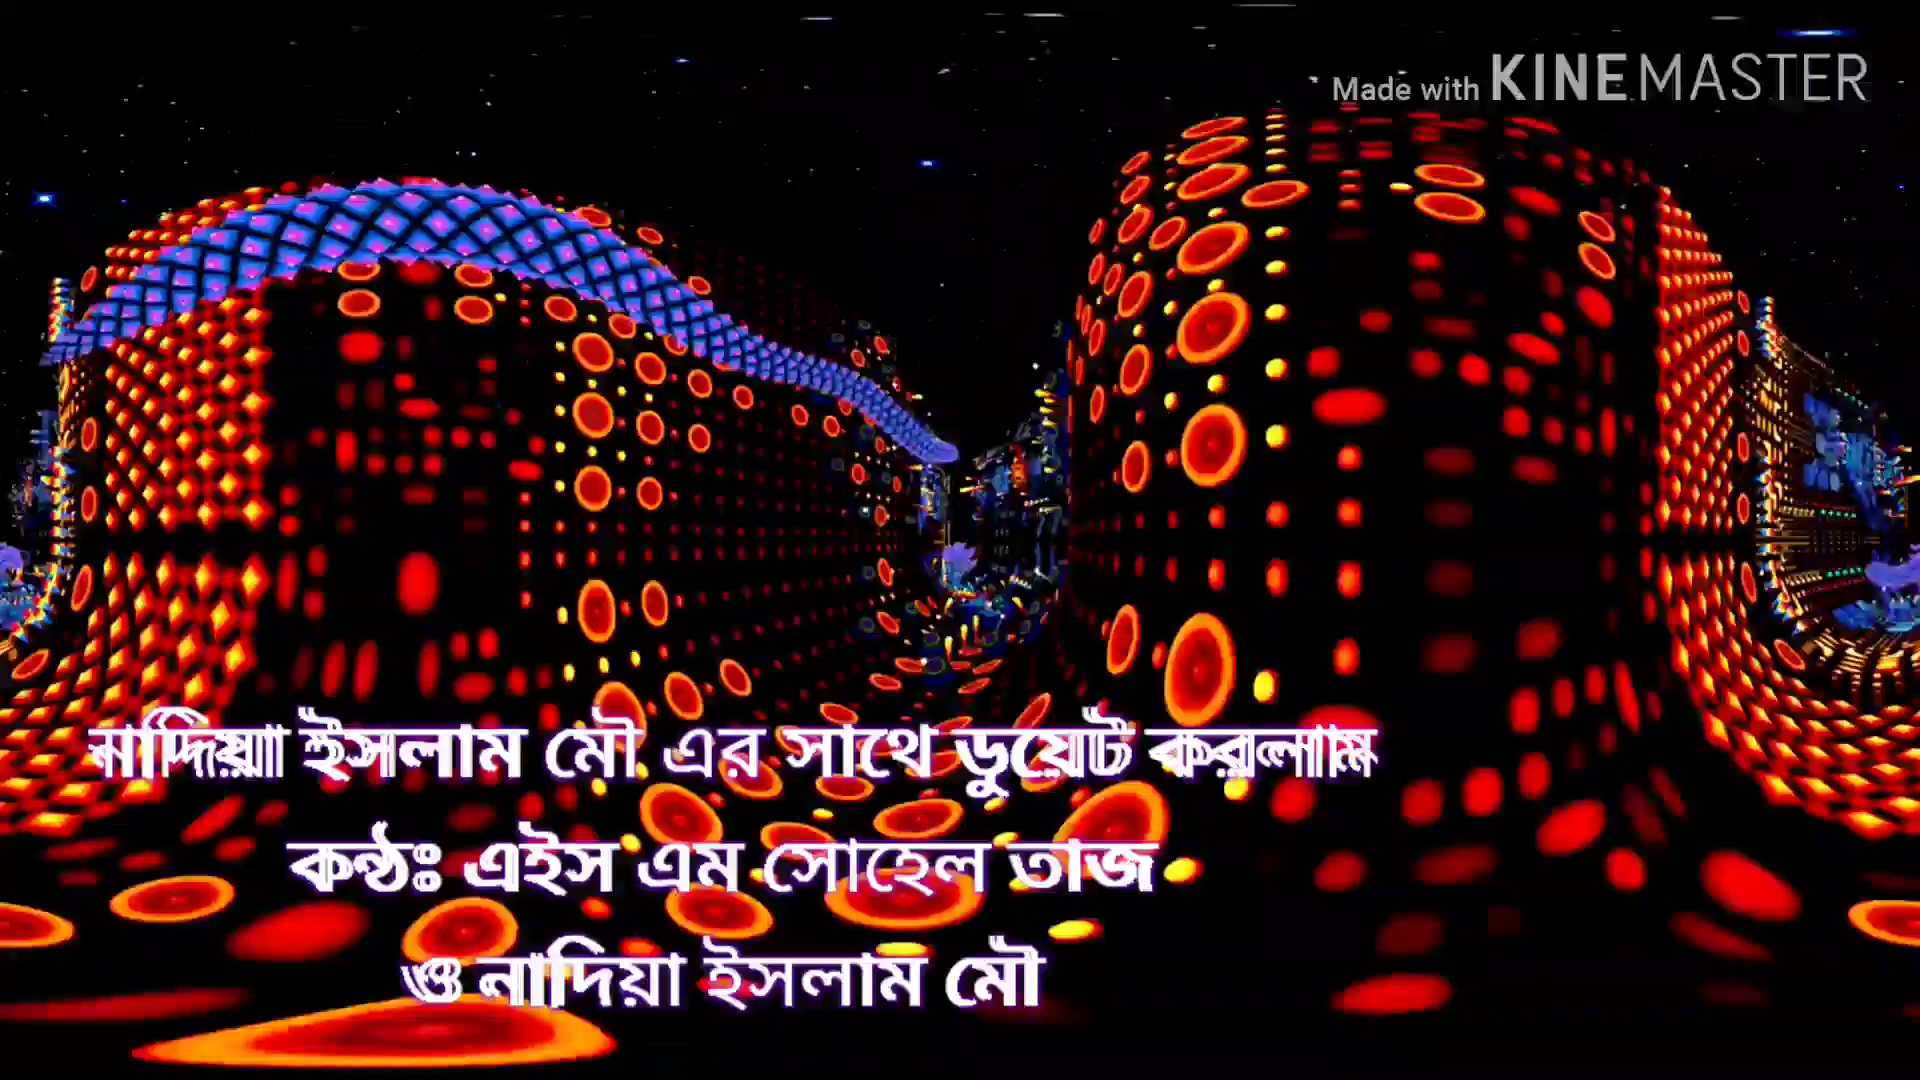 Made with KINEMASTER
নাদিয়া ইসলাম মৌ এর সাথে ডুয়েট করলাম
কন্ঠঃ এইস এম সোহেল তাজ
ও নাদিয়া ইসলাম মৌ